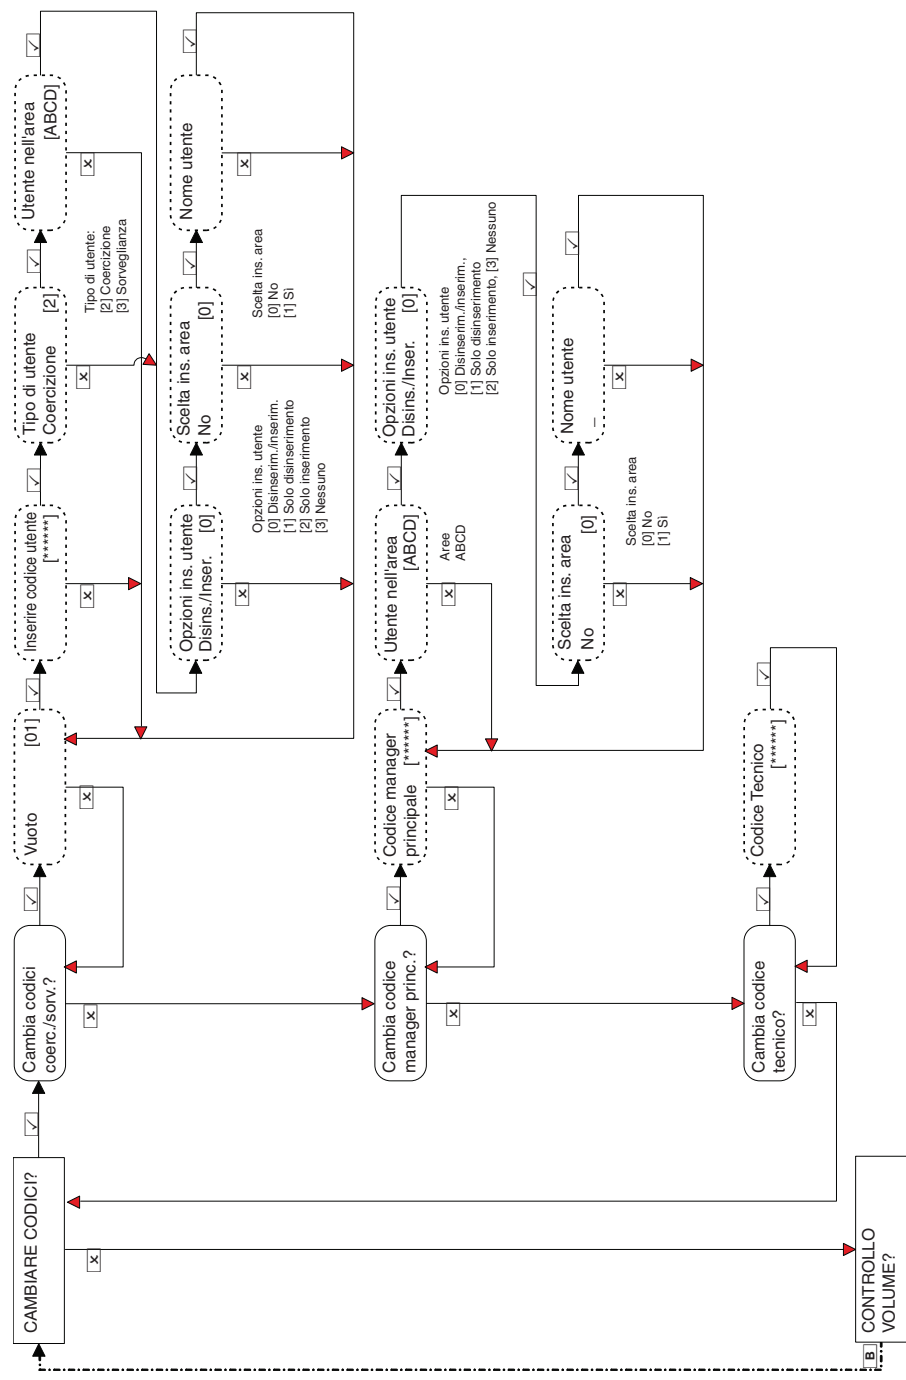 CAMBIARE CODICI?
Cambia codici
coerc./sorv.?
Vuoto [01]
Inserire codice utente
[******]
Tipo di utente
Coercizione [2]
Utente nell'area
[ABCD]
Tipo di utente:
[2] Coercizione
[3] Sorveglianza
Opzioni ins. utente
Disins./Inser. [0]
Scelta ins. area
No [0]
Nome utente
Opzioni ins. utente
[0] Disinserim./inserim.
[1] Solo disinserimento
[2] Solo inserimento
[3] Nessuno
Scelta ins. area
[0] No
[1] Sì
Cambia codice
manager princ.?
Codice manager
principale [******]
Utente nell'area
[ABCD]
Opzioni ins. utente
Disins./Inser. [0]
Aree
ABCD
Opzioni ins. utente
[0] Disinserim./inserim.,
[1] Solo disinserimento
[2] Solo inserimento, [3] Nessuno
Scelta ins. area
No [0]
Nome utente
_
Scelta ins. area
[0] No
[1] Sì
Cambia codice
tecnico?
Codice Tecnico
[******]
CONTROLLO
VOLUME?
B